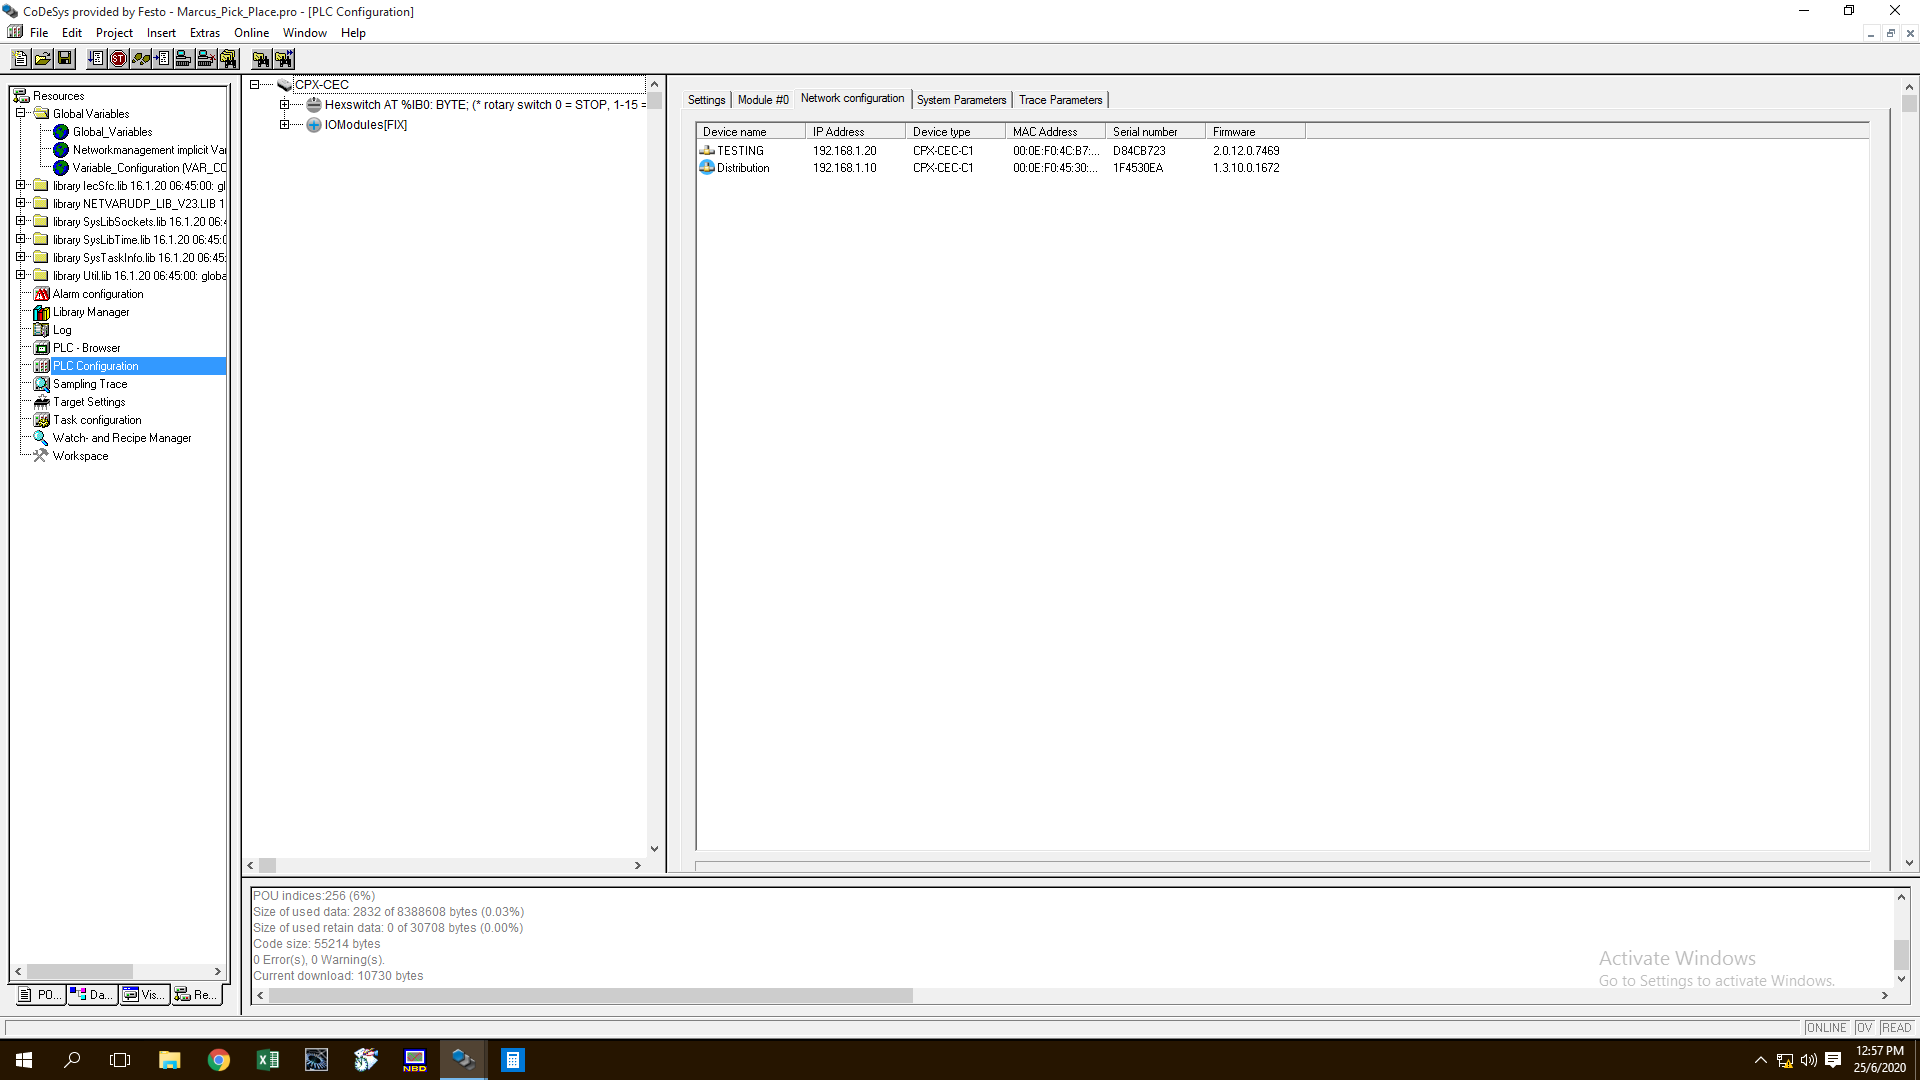 CoDeSys provided by Festo - Marcus_Pick_Place.pro - [PLC Configuration]
File Edit Project Insert Extras Online Window Help
Resources
Global Variables
Global_Variables
Networkmanagement implicit Var
Variable_Configuration (VAR_CO
library IecSfc.lib 16.1.20 06:45:00: gl
library NETVARUDP_LIB_V23.LIB 1
library SysLibSockets.lib 16.1.20 06:4
library SysLibTime.lib 16.1.20 06:45:0
library SysTaskInfo.lib 16.1.20 06:45:
library Util.lib 16.1.20 06:45:00: globa
Alarm configuration
Library Manager
Log
PLC - Browser
PLC Configuration
Sampling Trace
Target Settings
Task configuration
Watch- and Recipe Manager
Workspace
PO... Da... Vis... Re...
CPX-CEC
Hexswitch AT %IB0: BYTE; (* rotary switch 0 = STOP, 1-15 =
IOModules[FIX]
Settings Module #0 Network configuration System Parameters Trace Parameters
Device name IP Address Device type MAC Address Serial number Firmware
TESTING 192.168.1.20 CPX-CEC-C1 00:0E:F0:4C:B7:... D84CB723 2.0.12.0.7469
Distribution 192.168.1.10 CPX-CEC-C1 00:0E:F0:45:30:... 1F4530EA 1.3.10.0.1672
POU indices:256 (6%)
Size of used data: 2832 of 8388608 bytes (0.03%)
Size of used retain data: 0 of 30708 bytes (0.00%)
Code size: 55214 bytes
0 Error(s), 0 Warning(s).
Current download: 10730 bytes
Activate Windows
Go to Settings to activate Windows.
ONLINE OV READ
NBD
12:57 PM
25/6/2020